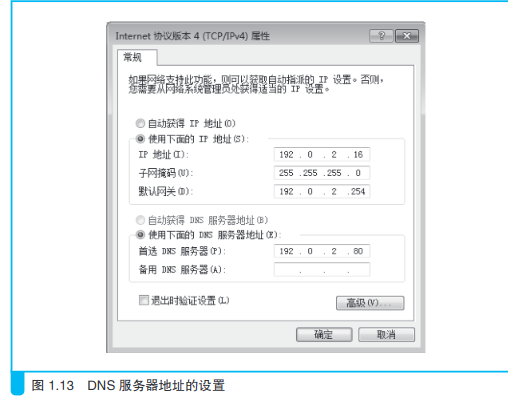 Internet 协议版本 4 (TCP/IPv4) 属性
常规
如果网络支持此功能，则可以获取自动指派的 IP 设置。否则，
您需要从网络系统管理员处获得适当的 IP 设置。
自动获得 IP 地址(O)
使用下面的 IP 地址(S):
IP 地址(I): 192 . 0 . 2 . 16
子网掩码(U): 255 .255 .255 . 0
默认网关(D): 192 . 0 . 2 .254
自动获得 DNS 服务器地址(B)
使用下面的 DNS 服务器地址(E):
首选 DNS 服务器(P): 192 . 0 . 2 . 80
备用 DNS 服务器(A): . . .
退出时验证设置(L)
高级(V)...
确定 取消
图 1.13 DNS 服务器地址的设置